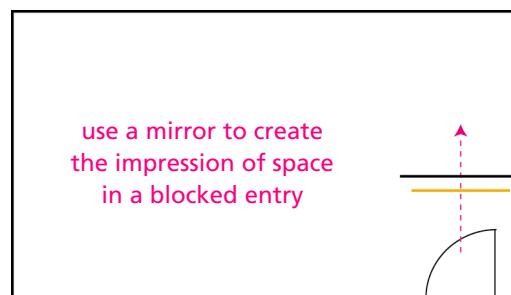 use a mirror to create
the impression of space
in a blocked entry